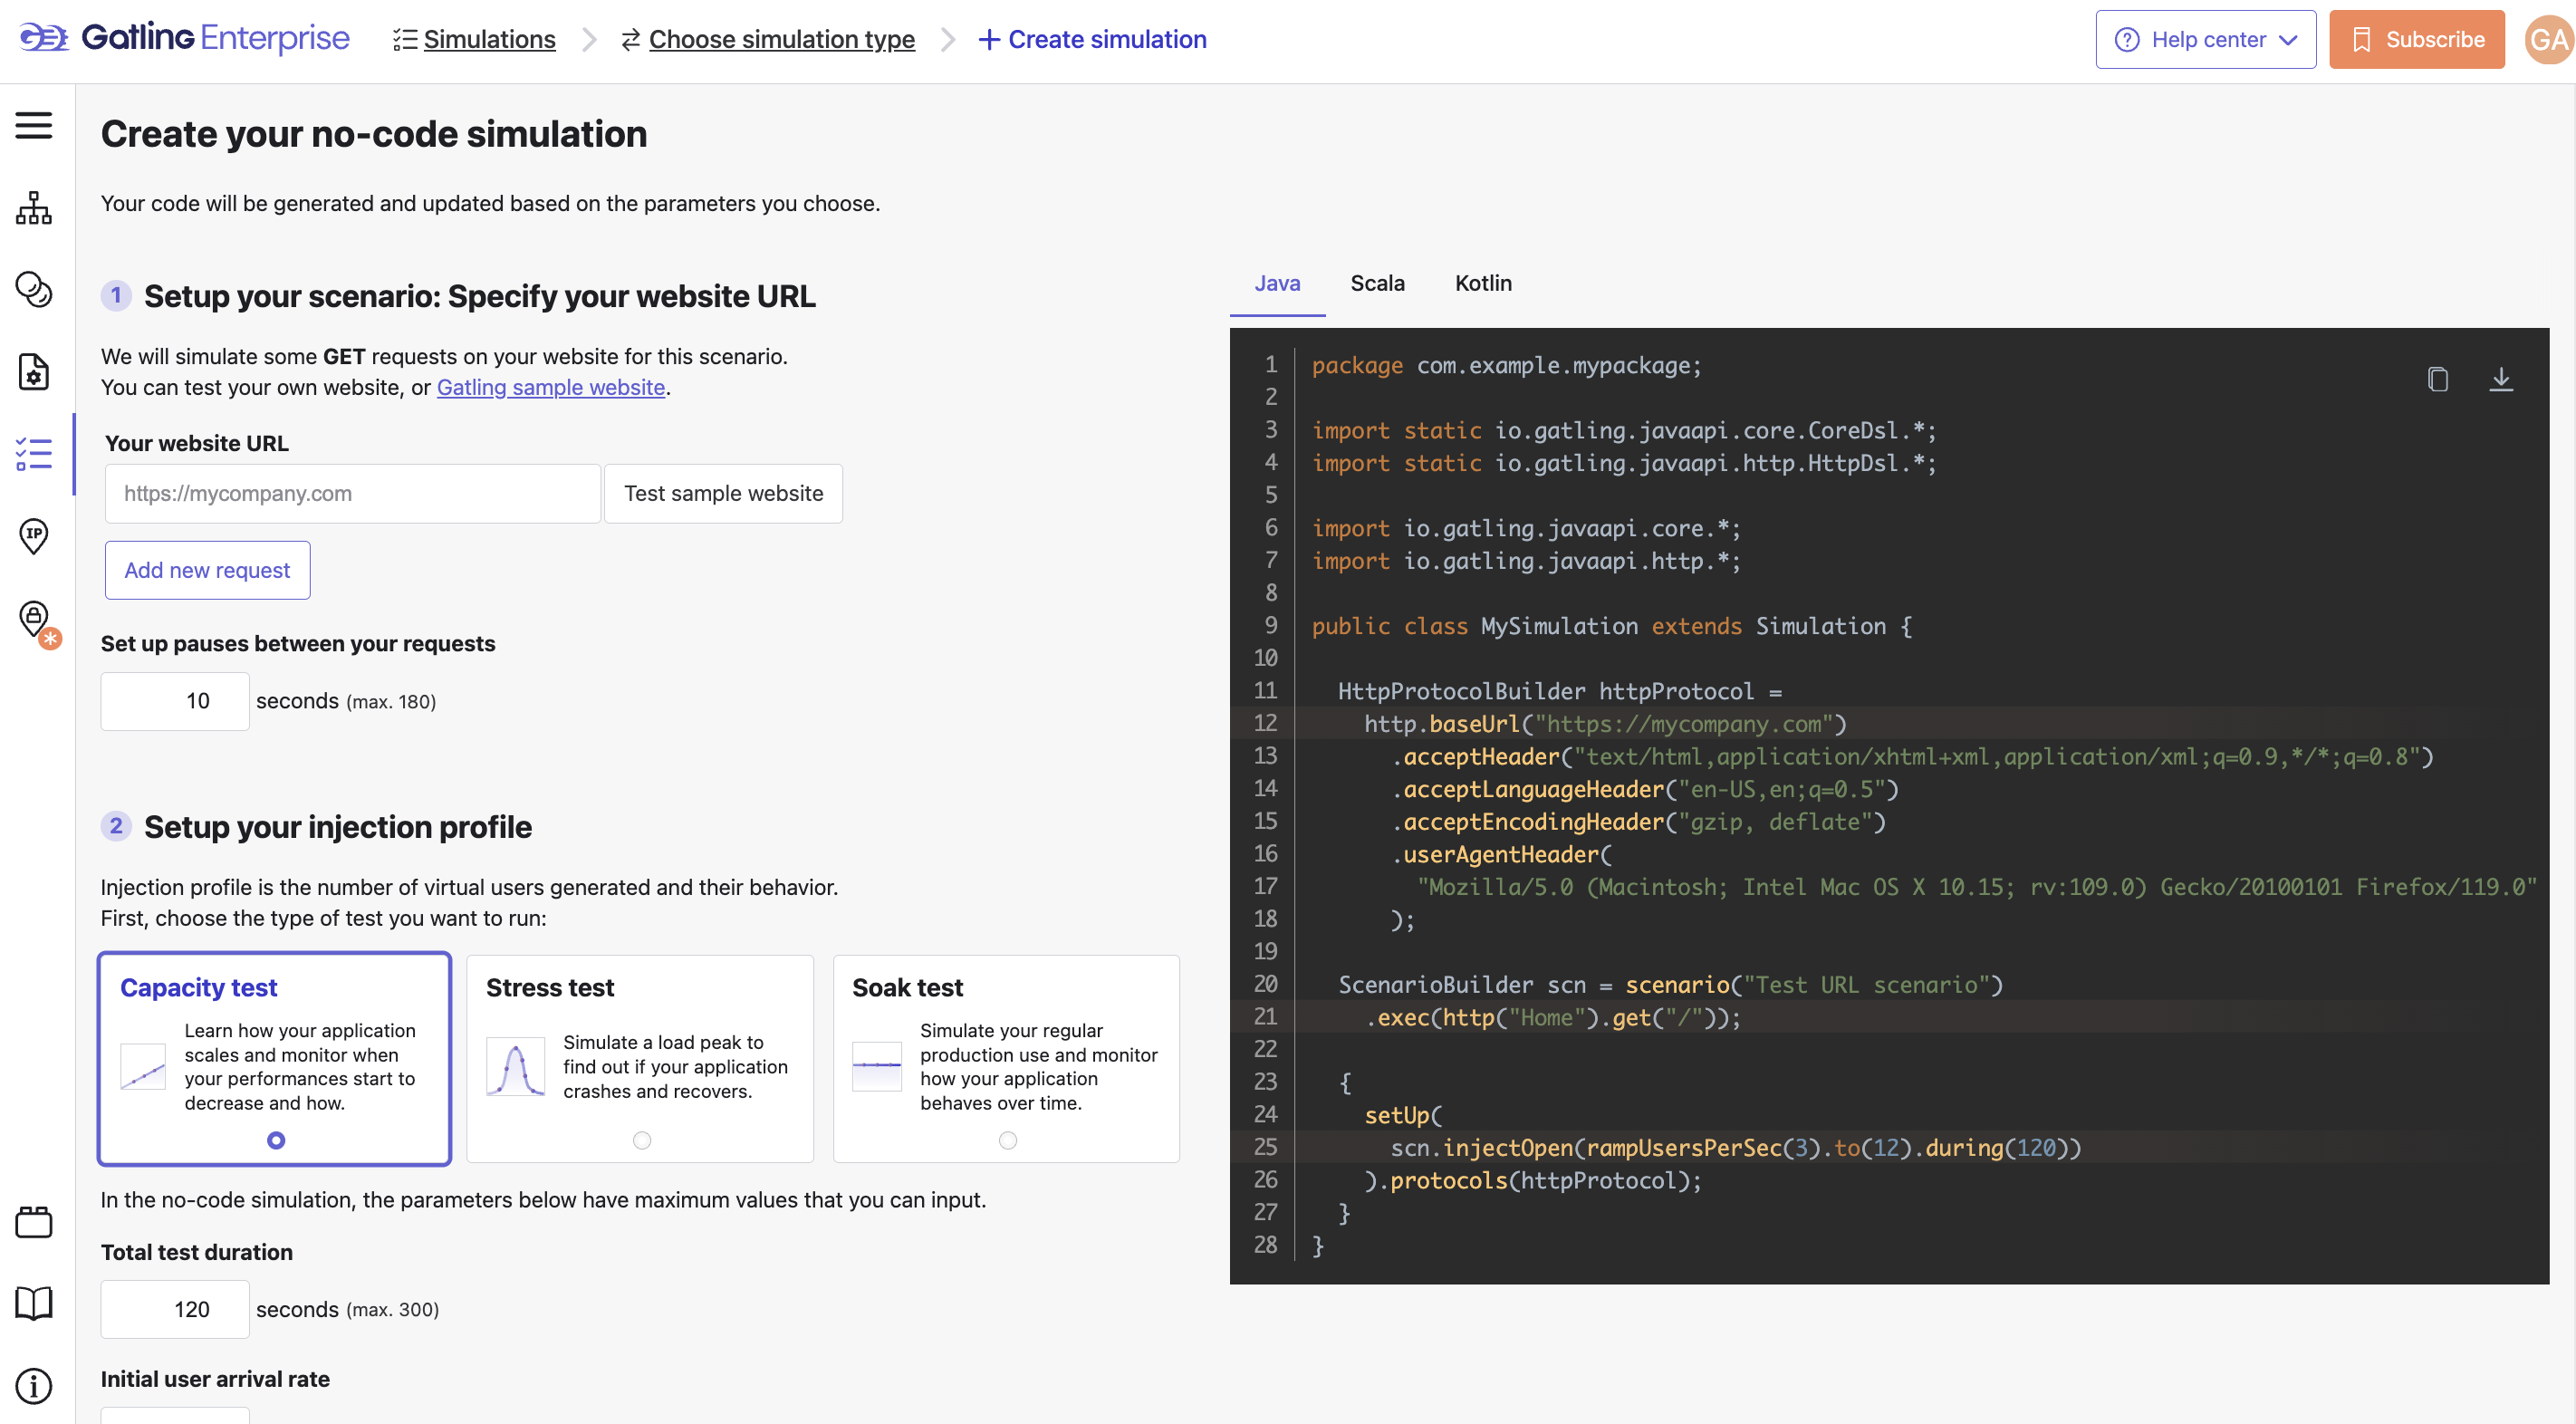 Gatling Enterprise
Simulations
Choose simulation type
Create simulation
Help center
Subscribe
GA
Create your no-code simulation
Your code will be generated and updated based on the parameters you choose.
1 Setup your scenario: Specify your website URL
We will simulate some GET requests on your website for this scenario.
You can test your own website, or Gatling sample website.
Your website URL
https://mycompany.com
Test sample website
Add new request
IP
Set up pauses between your requests
10 seconds (max. 180)
2 Setup your injection profile
Injection profile is the number of virtual users generated and their behavior.
First, choose the type of test you want to run:
Capacity test
Learn how your application
scales and monitor when
your performances start to
decrease and how.
Stress test
Simulate a load peak to
find out if your application
crashes and recovers.
Soak test
Simulate your regular
production use and monitor
how your application
behaves over time.
In the no-code simulation, the parameters below have maximum values that you can input.
Total test duration
120 seconds (max. 300)
Initial user arrival rate
Java Scala Kotlin
1 package com.example.mypackage;
2
3 import static io.gatling.javaapi.core.CoreDsl.*;
4 import static io.gatling.javaapi.http.HttpDsl.*;
5
6 import io.gatling.javaapi.core.*;
7 import io.gatling.javaapi.http.*;
8
9 public class MySimulation extends Simulation {
10
11 HttpProtocolBuilder httpProtocol =
12 http.baseUrl("https://mycompany.com")
13 .acceptHeader("text/html,application/xhtml+xml,application/xml;q=0.9,*/*;q=0.8")
14 .acceptLanguageHeader("en-US,en;q=0.5")
15 .acceptEncodingHeader("gzip, deflate")
16 .userAgentHeader(
17 "Mozilla/5.0 (Macintosh; Intel Mac OS X 10.15; rv:109.0) Gecko/20100101 Firefox/119.0"
18 );
19
20 ScenarioBuilder scn = scenario("Test URL scenario")
21 .exec(http("Home").get("/"));
22
23 {
24 setUp(
25 scn.injectOpen(rampUsersPerSec(3).to(12).during(120))
26 ).protocols(httpProtocol);
27 }
28 }